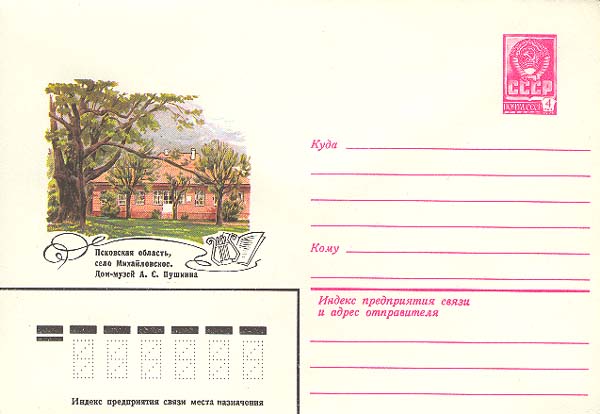 СССР
ПОЧТА СССР 4
Куда
Кому
Псковская область,
село Михайловское.
Дом-музей А. С. Пушкина
Индекс предприятия связи
и адрес отправителя
Индекс предприятия связи места назначения